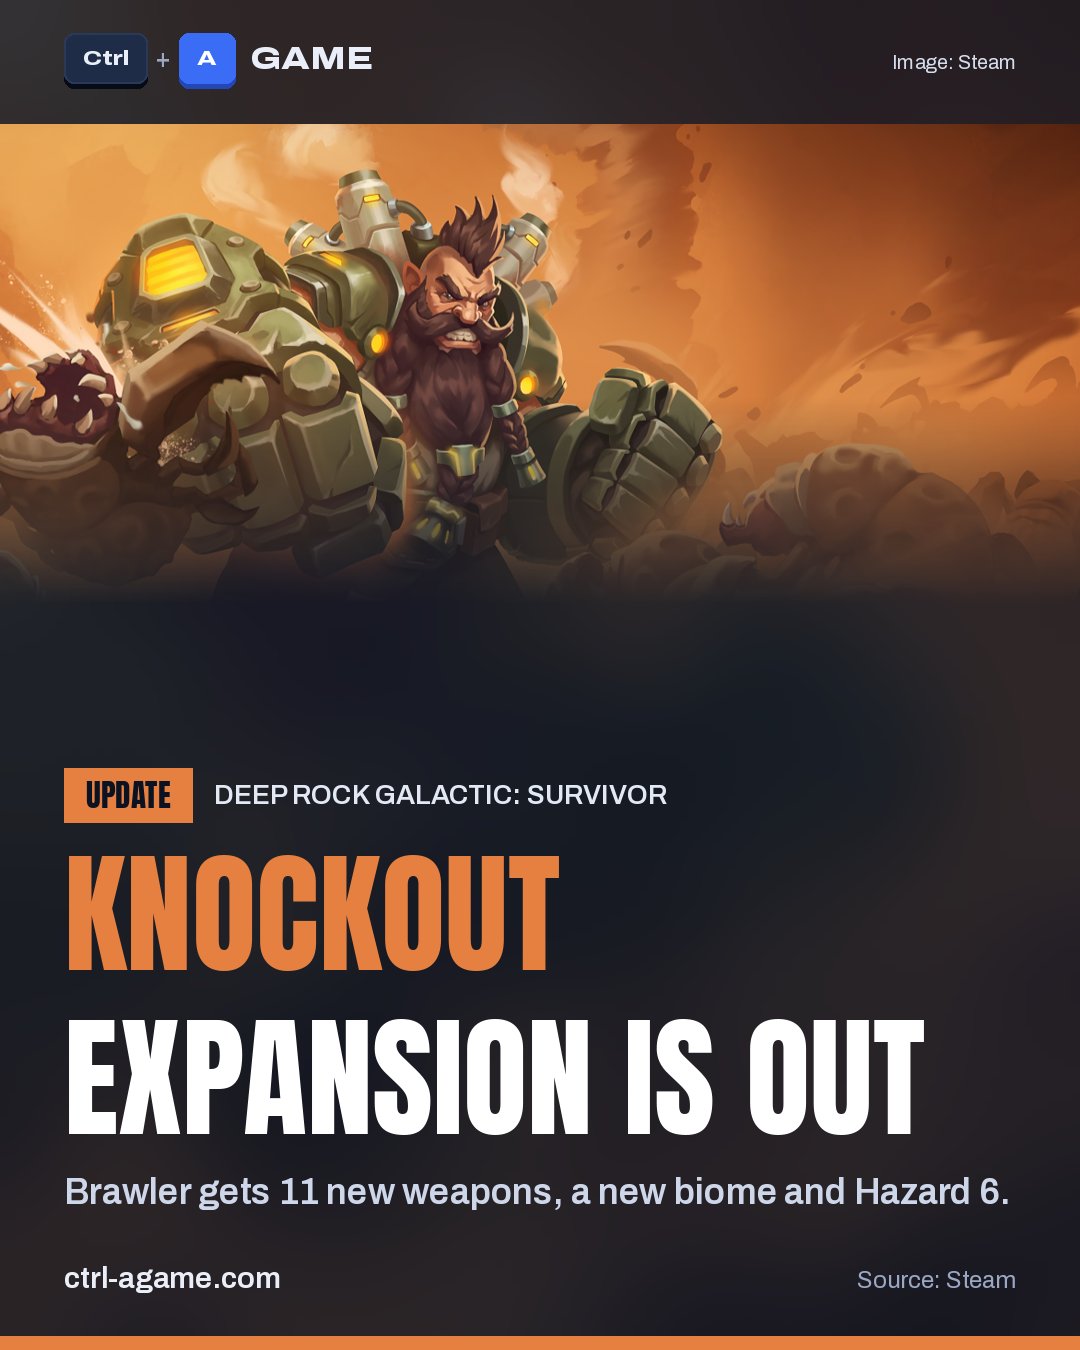 Ctrl + A GAME
Image: Steam
UPDATE DEEP ROCK GALACTIC: SURVIVOR
KNOCKOUT
EXPANSION IS OUT
Brawler gets 11 new weapons, a new biome and Hazard 6.
ctrl-agame.com
Source: Steam